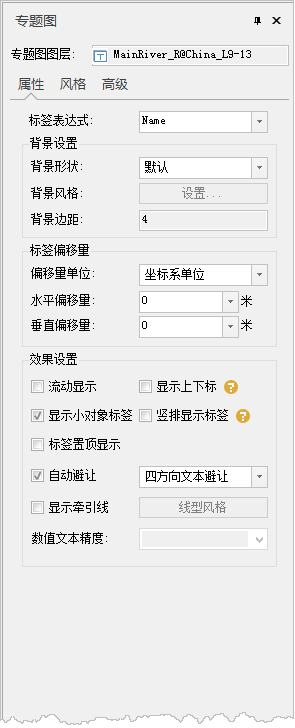 专题图
专题图图层: MainRiver_R@China_L9-13
属性 风格 高级
标签表达式: Name
背景设置
背景形状: 默认
背景风格: 设置...
背景边距: 4
标签偏移量
偏移量单位: 坐标系单位
水平偏移量: 0 米
垂直偏移量: 0 米
效果设置
流动显示 显示上下标 ?
显示小对象标签 竖排显示标签 ?
标签置顶显示
自动避让 四方向文本避让
显示牵引线 线型风格
数值文本精度: